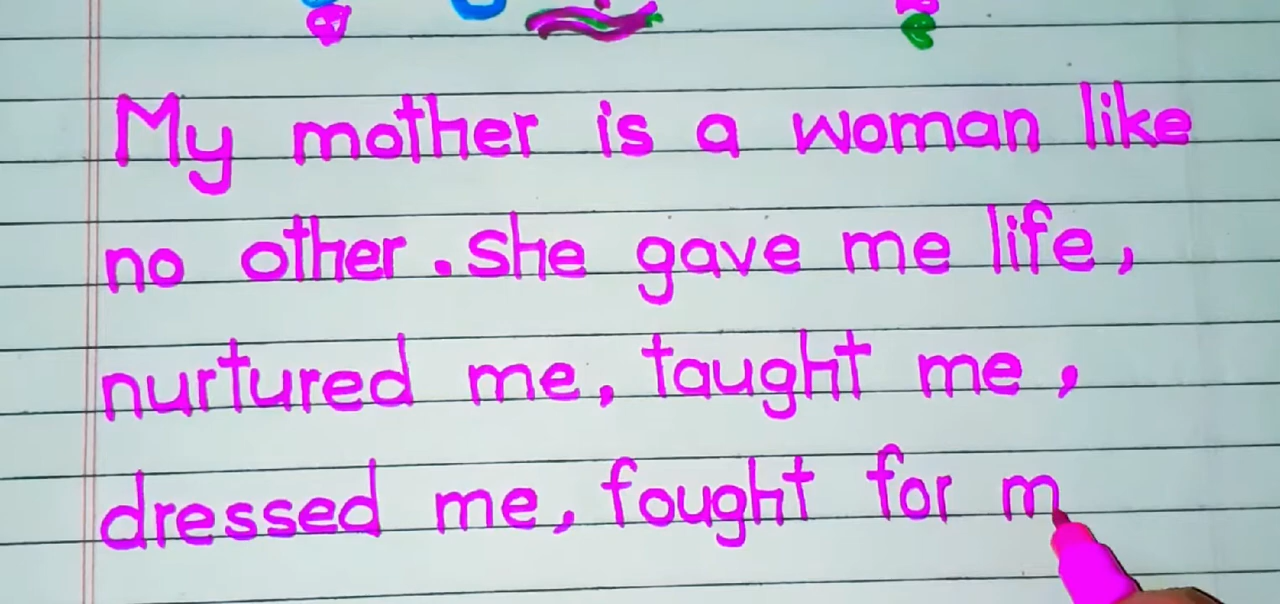 My mother is a woman like
no other. She gave me life,
nurtured me, taught me,
dressed me, fought for m